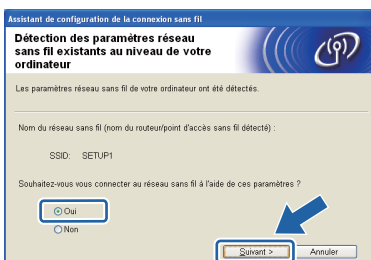 Assistant de configuration de la connexion sans fil
Détection des paramètres réseau
sans fil existants au niveau de votre
ordinateur
Les paramètres réseau sans fil de votre ordinateur ont été détectés.
Nom du réseau sans fil (nom du routeur/point d'accès sans fil détecté) :
SSID: SETUP1
Souhaitez-vous vous connecter au réseau sans fil à l'aide de ces paramètres ?
Oui
Non
Suivant > Annuler